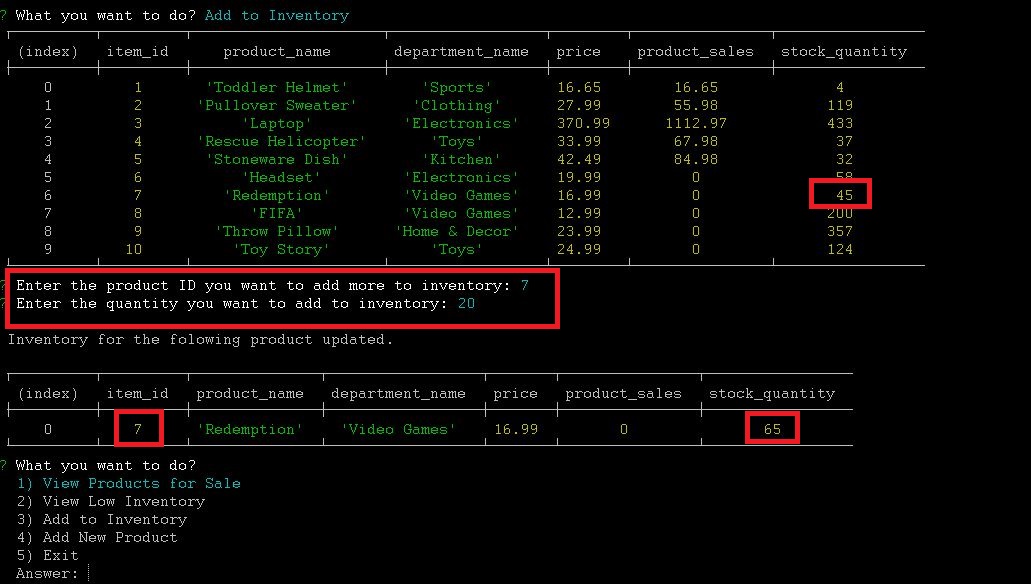 ? What you want to do? Add to Inventory
(index) item_id product_name department_name price product_sales stock_quantity
0 1 'Toddler Helmet' 'Sports' 16.65 16.65 4
1 2 'Pullover Sweater' 'Clothing' 27.99 55.98 119
2 3 'Laptop' 'Electronics' 370.99 1112.97 433
3 4 'Rescue Helicopter' 'Toys' 33.99 67.98 37
4 5 'Stoneware Dish' 'Kitchen' 42.49 84.98 32
5 6 'Headset' 'Electronics' 19.99 0 58
6 7 'Redemption' 'Video Games' 16.99 0 45
7 8 'FIFA' 'Video Games' 12.99 0 200
8 9 'Throw Pillow' 'Home & Decor' 23.99 0 357
9 10 'Toy Story' 'Toys' 24.99 0 124
? Enter the product ID you want to add more to inventory: 7
? Enter the quantity you want to add to inventory: 20
Inventory for the folowing product updated.
(index) item_id product_name department_name price product_sales stock_quantity
0 7 'Redemption' 'Video Games' 16.99 0 65
? What you want to do?
1) View Products for Sale
2) View Low Inventory
3) Add to Inventory
4) Add New Product
5) Exit
Answer: